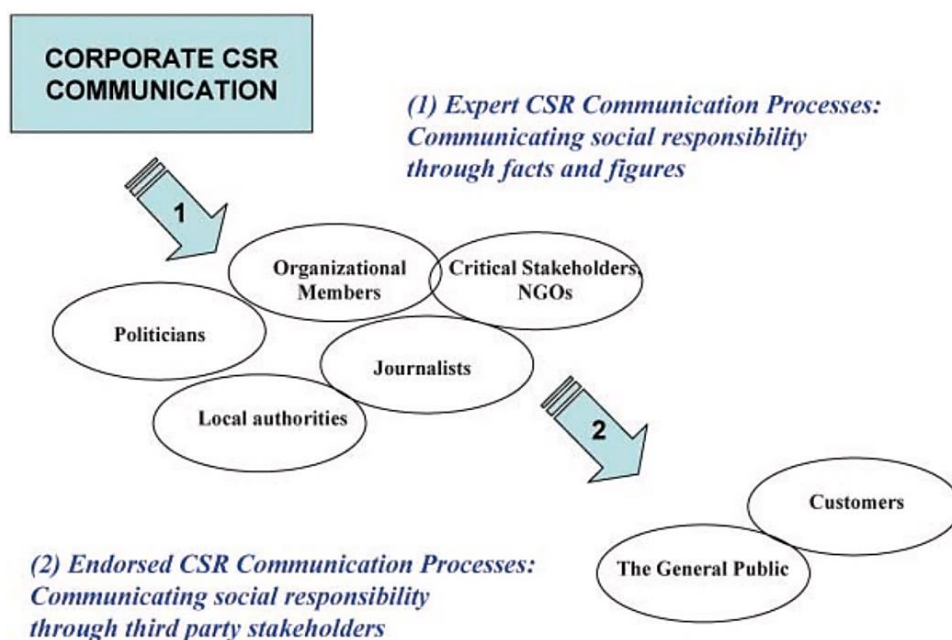 CORPORATE CSR
COMMUNICATION
(1) Expert CSR Communication Processes:
Communicating social responsibility
through facts and figures
1
Organizational
Members
Critical Stakeholders,
NGOs
Politicians
Journalists
Local authorities
2
Customers
The General Public
(2) Endorsed CSR Communication Processes:
Communicating social responsibility
through third party stakeholders